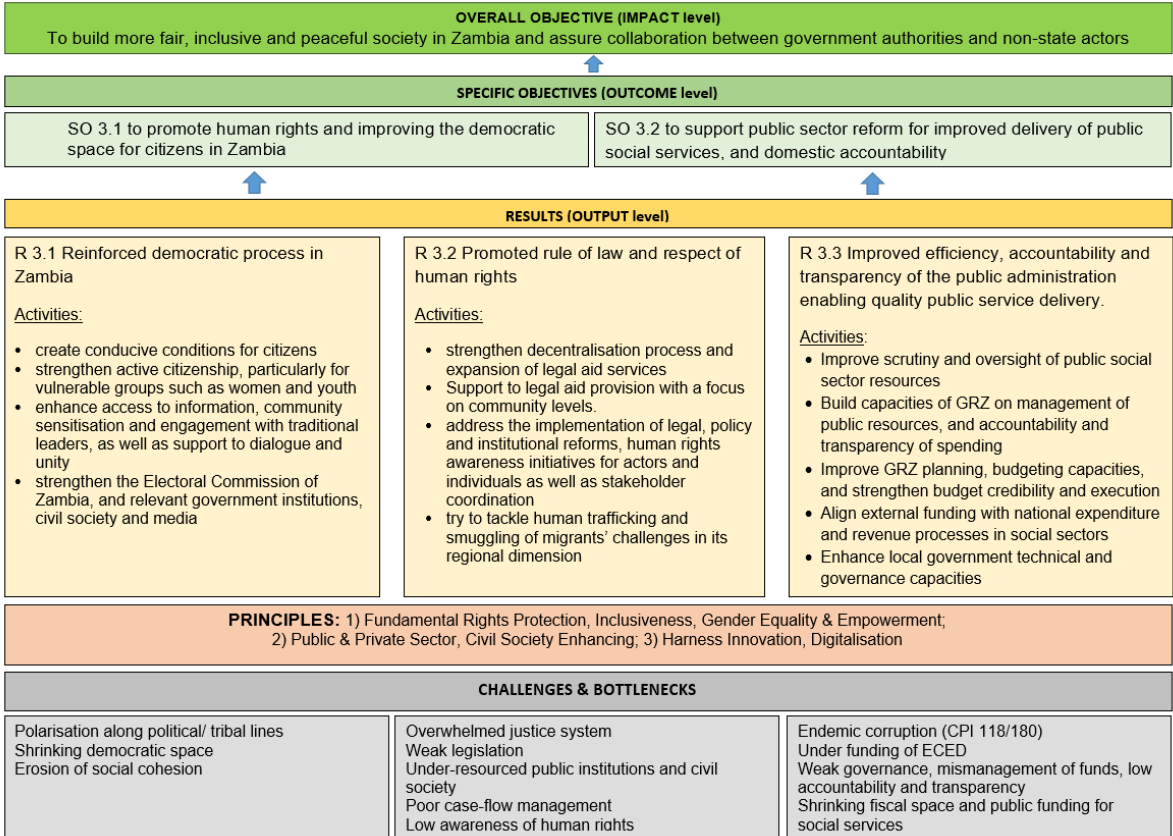 OVERALL OBJECTIVE (IMPACT level)
To build more fair, inclusive and peaceful society in Zambia and assure collaboration between government authorities and non-state actors
SPECIFIC OBJECTIVES (OUTCOME level)
SO 3.1 to promote human rights and improving the democratic
space for citizens in Zambia
SO 3.2 to support public sector reform for improved delivery of public
social services, and domestic accountability
RESULTS (OUTPUT level)
R 3.1 Reinforced democratic process in
Zambia
Activities:
• create conducive conditions for citizens
• strengthen active citizenship, particularly for
vulnerable groups such as women and youth
• enhance access to information, community
sensitisation and engagement with traditional
leaders, as well as support to dialogue and
unity
• strengthen the Electoral Commission of
Zambia, and relevant government institutions,
civil society and media
R 3.2 Promoted rule of law and respect of
human rights
Activities:
• strengthen decentralisation process and
expansion of legal aid services
• Support to legal aid provision with a focus
on community levels.
• address the implementation of legal, policy
and institutional reforms, human rights
awareness initiatives for actors and
individuals as well as stakeholder
coordination
• try to tackle human trafficking and
smuggling of migrants' challenges in its
regional dimension
R 3.3 Improved efficiency, accountability and
transparency of the public administration
enabling quality public service delivery.
Activities:
• Improve scrutiny and oversight of public social
sector resources
• Build capacities of GRZ on management of
public resources, and accountability and
transparency of spending
• Improve GRZ planning, budgeting capacities,
and strengthen budget credibility and execution
• Align external funding with national expenditure
and revenue processes in social sectors
• Enhance local government technical and
governance capacities
PRINCIPLES: 1) Fundamental Rights Protection, Inclusiveness, Gender Equality & Empowerment;
2) Public & Private Sector, Civil Society Enhancing; 3) Harness Innovation, Digitalisation
CHALLENGES & BOTTLENECKS
Polarisation along political/ tribal lines
Shrinking democratic space
Erosion of social cohesion
Overwhelmed justice system
Weak legislation
Under-resourced public institutions and civil
society
Poor case-flow management
Low awareness of human rights
Endemic corruption (CPI 118/180)
Under funding of ECED
Weak governance, mismanagement of funds, low
accountability and transparency
Shrinking fiscal space and public funding for
social services